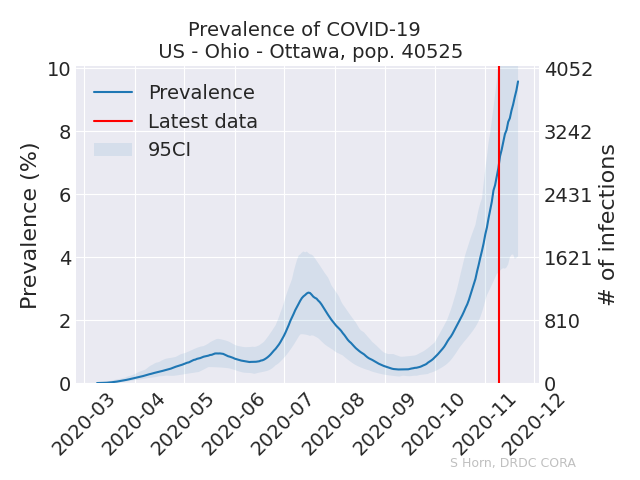 Prevalence of COVID-19
US - Ohio - Ottawa, pop. 40525
Prevalence
Latest data
95CI
Prevalence (%)
10
8
6
4
2
0
4052
3242
2431
1621
810
0
# of infections
2020-03
2020-04
2020-05
2020-06
2020-07
2020-08
2020-09
2020-10
2020-11
2020-12
S Horn, DRDC CORA